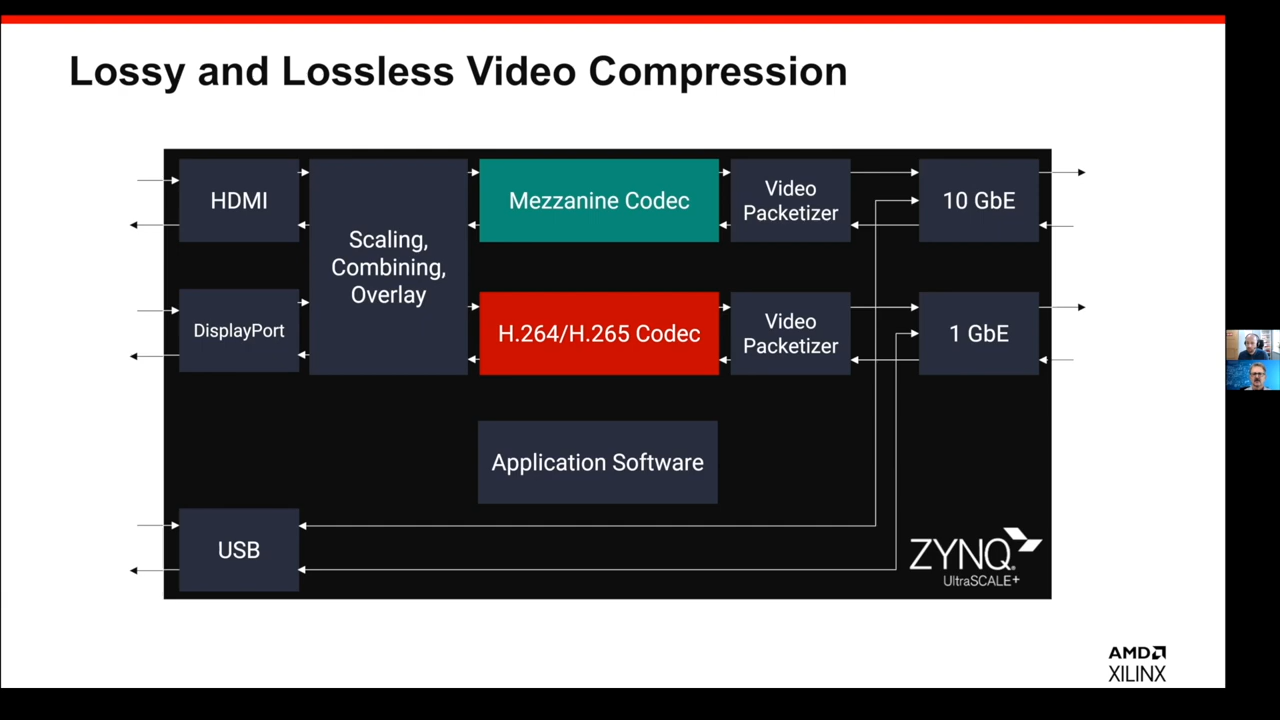 Lossy and Lossless Video Compression
HDMI
Scaling,
Combining,
Overlay
Mezzanine Codec
Video
Packetizer
10 GbE
DisplayPort
H.264/H.265 Codec
Video
Packetizer
1 GbE
Application Software
USB
ZYNQ
UltraSCALE+
AMD
XILINX